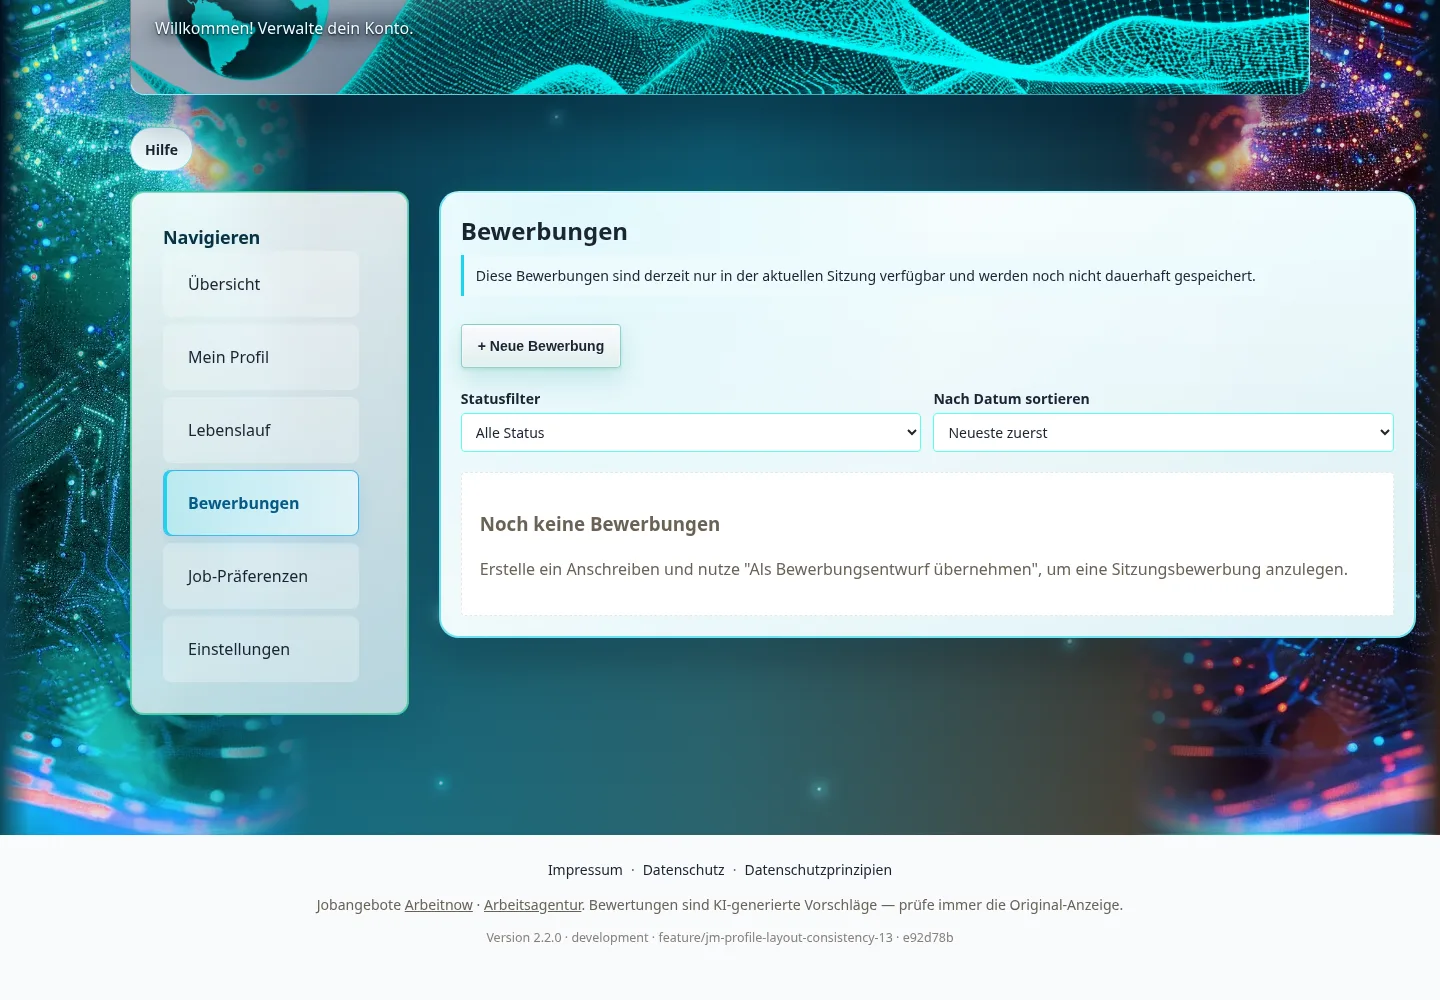 Willkommen! Verwalte dein Konto.
Hilfe
Navigieren
Übersicht
Mein Profil
Lebenslauf
Bewerbungen
Job-Präferenzen
Einstellungen
Bewerbungen
Diese Bewerbungen sind derzeit nur in der aktuellen Sitzung verfügbar und werden noch nicht dauerhaft gespeichert.
+ Neue Bewerbung
Statusfilter
Alle Status
Nach Datum sortieren
Neueste zuerst
Noch keine Bewerbungen
Erstelle ein Anschreiben und nutze "Als Bewerbungsentwurf übernehmen", um eine Sitzungsbewerbung anzulegen.
Impressum · Datenschutz · Datenschutzprinzipien
Jobangebote Arbeitnow · Arbeitsagentur. Bewertungen sind KI-generierte Vorschläge — prüfe immer die Original-Anzeige.
Version 2.2.0 · development · feature/jm-profile-layout-consistency-13 · e92d78b